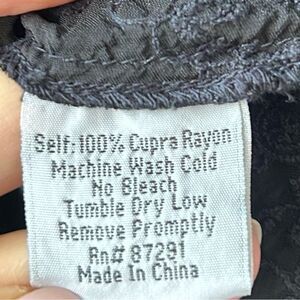 Self: 100% Cupra Rayon
Machine Wash Cold
No Bleach
Tumble Dry Low
Remove Promptly
Rn# 87291
Made In China